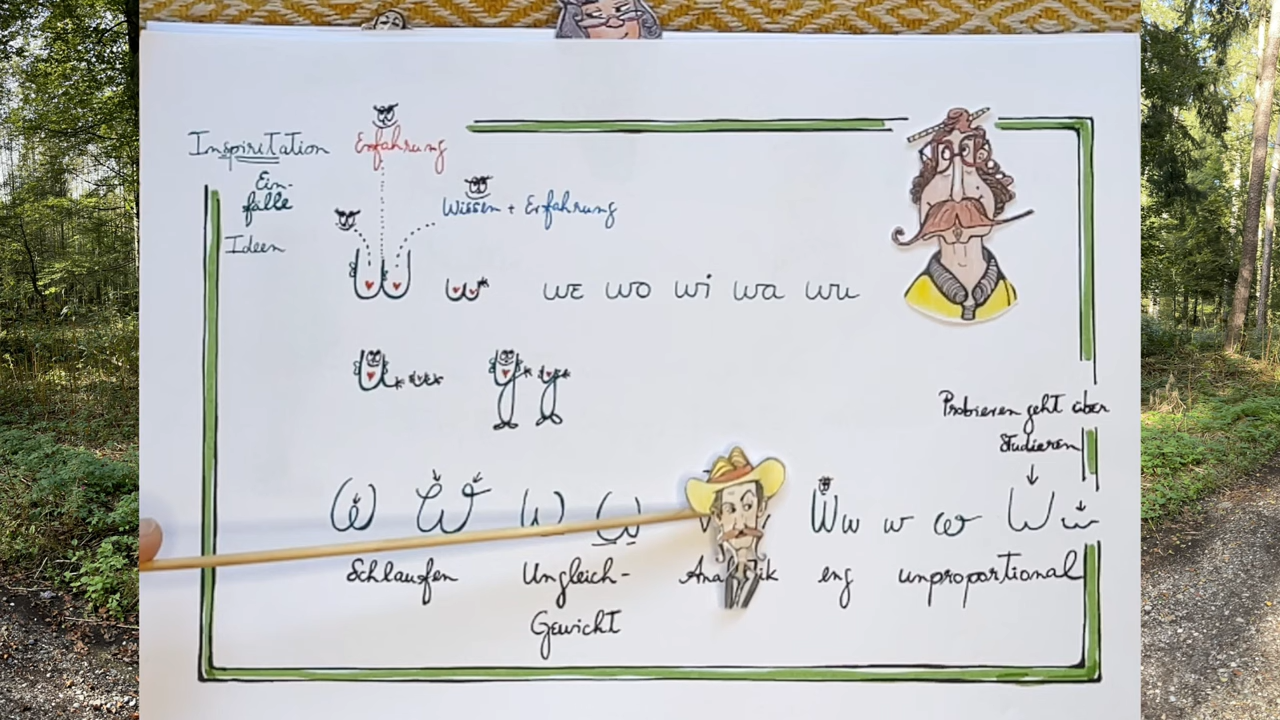 Inspiritation
Erfahrung
Ein-
fälle
Wissen + Erfahrung
Ideen
we wo wi wa wu
Probieren geht über
Studieren
W w w w W w
Schlaufen
Ungleich-
Gewicht
eng
unproportional